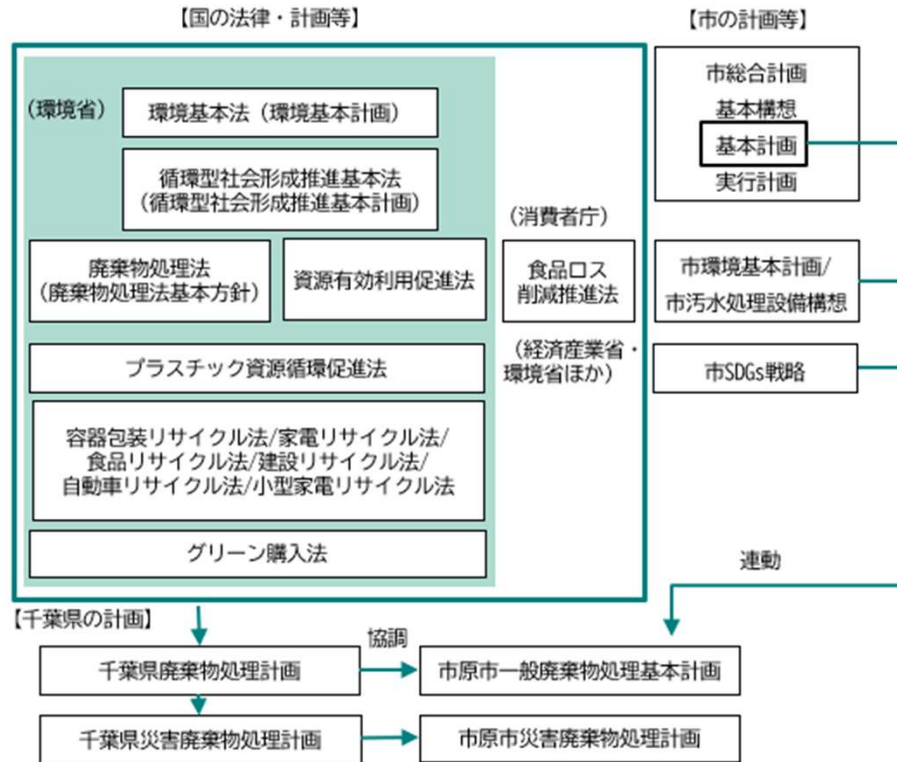 【国の法律・計画等】
【市の計画等】
(環境省)
環境基本法(環境基本計画)
循環型社会形成推進基本法
(循環型社会形成推進基本計画)
廃棄物処理法
(廃棄物処理法基本方針)
資源有効利用促進法
(消費者庁)
食品ロス
削減推進法
(経済産業省・
環境省ほか)
プラスチック資源循環促進法
容器包装リサイクル法/家電リサイクル法/
食品リサイクル法/建設リサイクル法/
自動車リサイクル法/小型家電リサイクル法
グリーン購入法
市総合計画
基本構想
基本計画
実行計画
市環境基本計画/
市汚水処理設備構想
市SDGs戦略
連動
【千葉県の計画】
千葉県廃棄物処理計画
協調
市原市一般廃棄物処理基本計画
千葉県災害廃棄物処理計画
市原市災害廃棄物処理計画